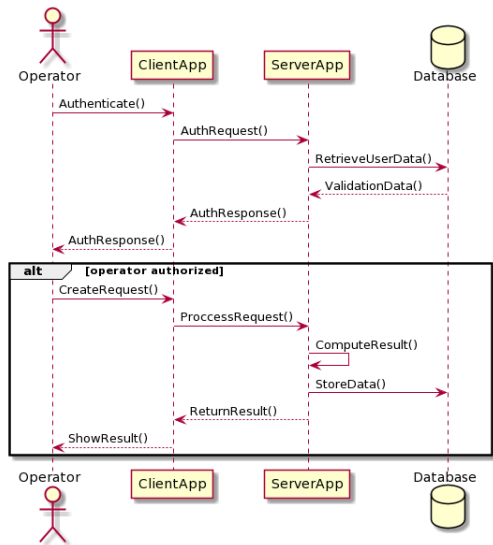 Operator
ClientApp
ServerApp
Database
Authenticate()
AuthRequest()
RetrieveUserData()
ValidationData()
AuthResponse()
AuthResponse()
alt [operator authorized]
CreateRequest()
ProccessRequest()
ComputeResult()
StoreData()
ReturnResult()
ShowResult()
Operator
ClientApp
ServerApp
Database